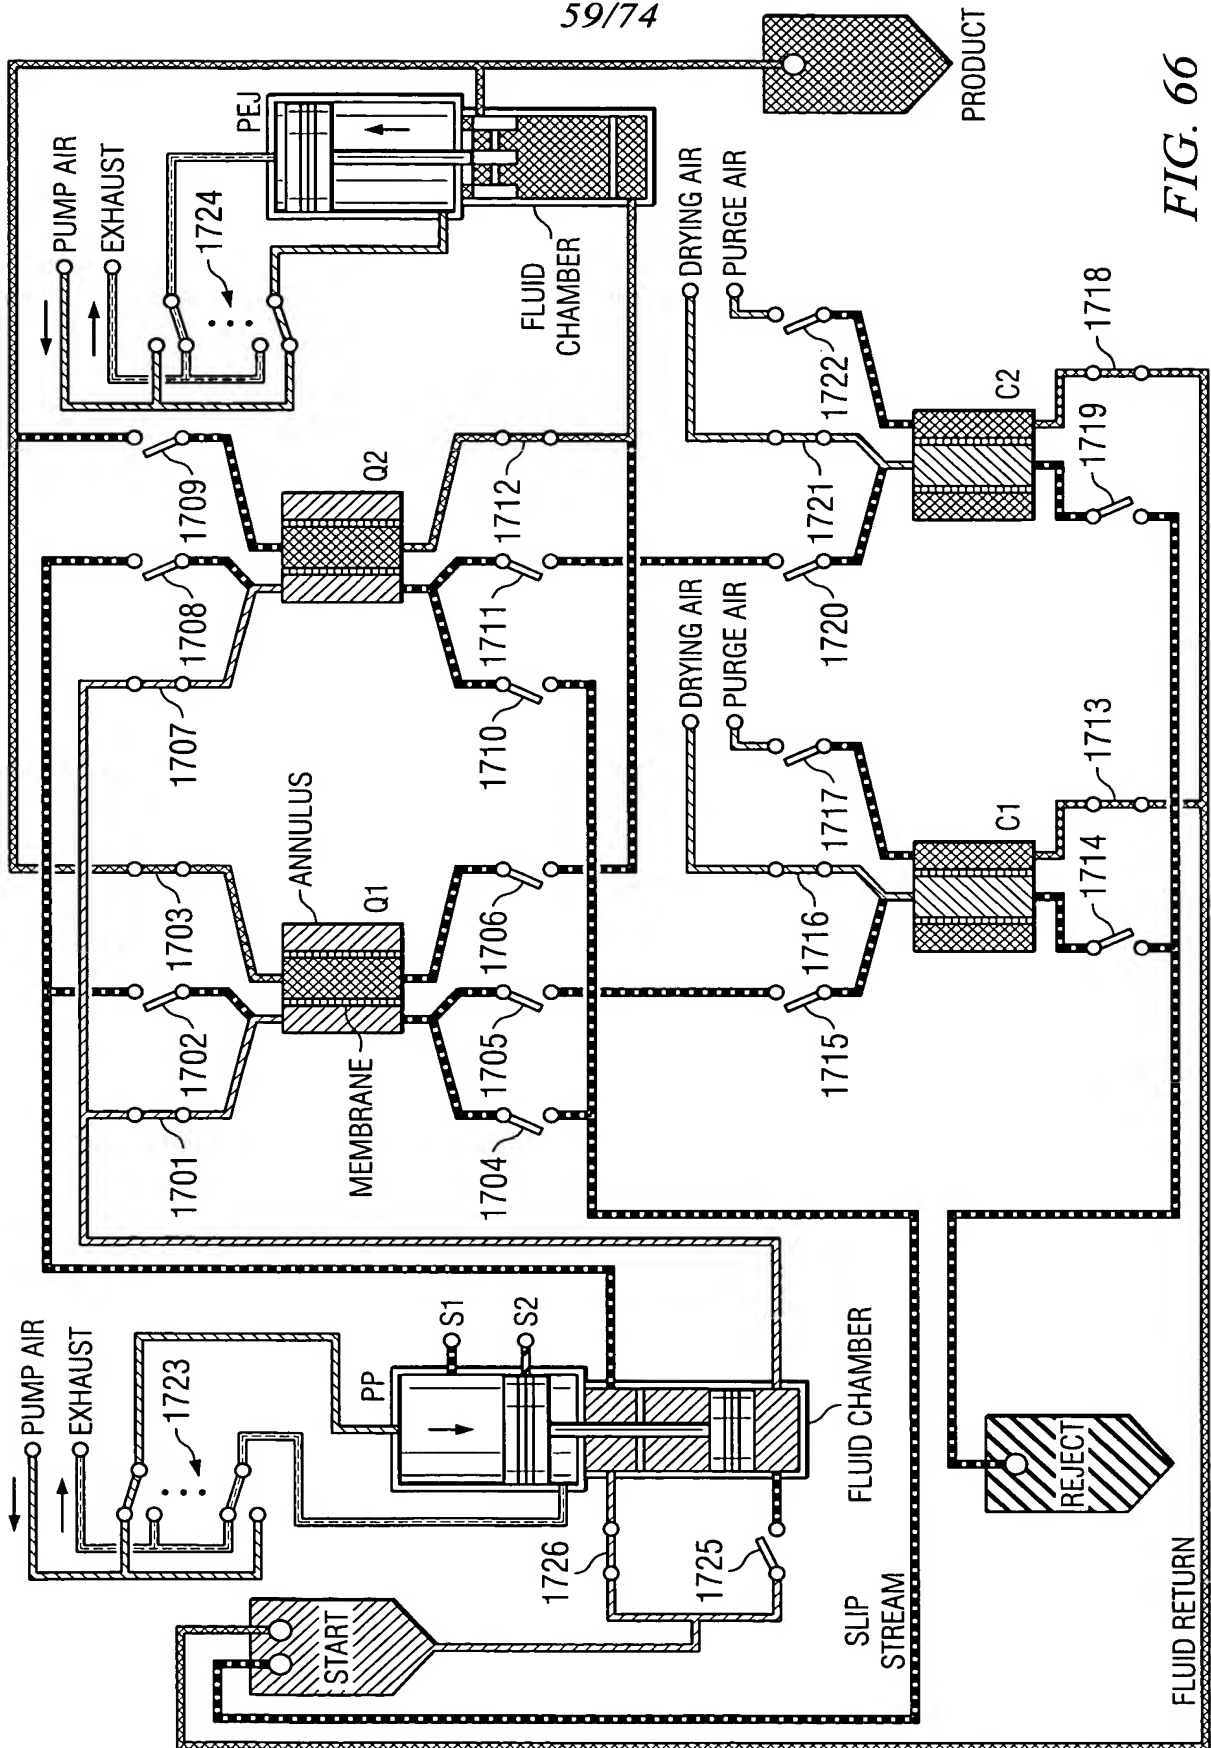 59/74
PUMP AIR
EXHAUST
1723
PP
S1
S2
FLUID CHAMBER
1726
1725
START
SLIP
STREAM
REJECT
FLUID RETURN
1701
1702
1703
ANNULUS
Q1
MEMBRANE
1704
1705
1706
1707
1708
1709
Q2
1710
1711
1712
PUMP AIR
EXHAUST
1724
PEJ
FLUID
CHAMBER
PRODUCT
DRYING AIR
PURGE AIR
1715
1716
1717
C1
1714
1713
DRYING AIR
PURGE AIR
1720
1721
1722
C2
1719
1718
FIG. 66